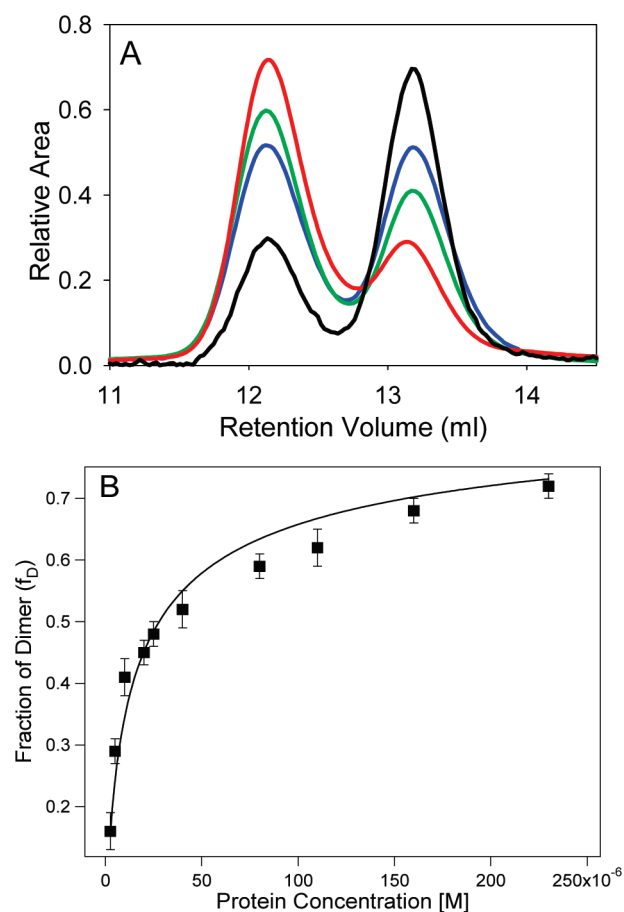 A
0.8
0.6
0.4
0.2
0.0
Relative Area
11 12 13 14
Retention Volume (ml)
B
0.7
0.6
0.5
0.4
0.3
0.2
Fraction of Dimer (f_D)
0 50 100 150 200 250x10^-6
Protein Concentration [M]